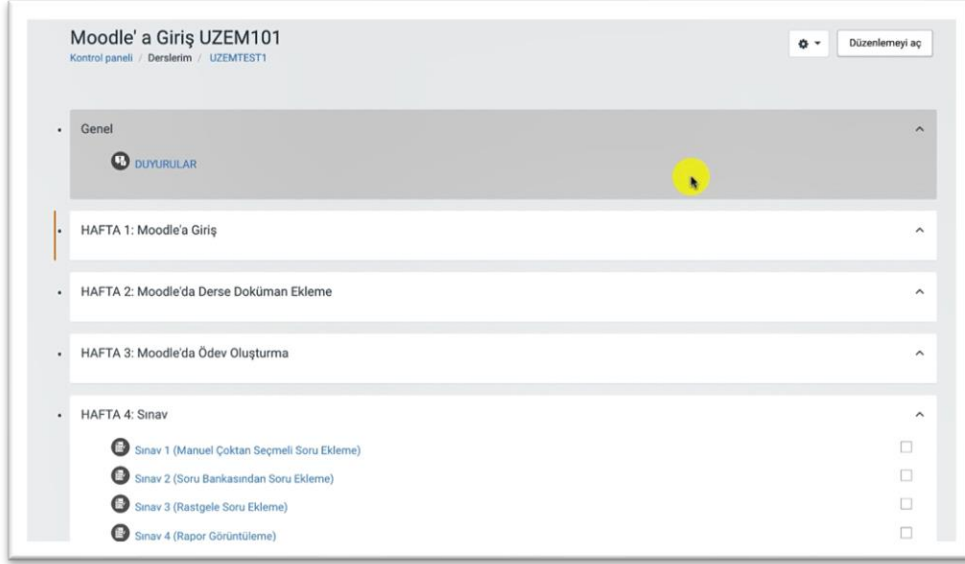 Moodle' a Giriş UZEM101
Kontrol paneli / Derslerim / UZEMTEST1
Düzenlemeyi aç
Genel
DUYURULAR
HAFTA 1: Moodle'a Giriş
HAFTA 2: Moodle'da Derse Doküman Ekleme
HAFTA 3: Moodle'da Ödev Oluşturma
HAFTA 4: Sınav
Sınav 1 (Manuel Çoktan Seçmeli Soru Ekleme)
Sınav 2 (Soru Bankasından Soru Ekleme)
Sınav 3 (Rastgele Soru Ekleme)
Sınav 4 (Rapor Görüntüleme)